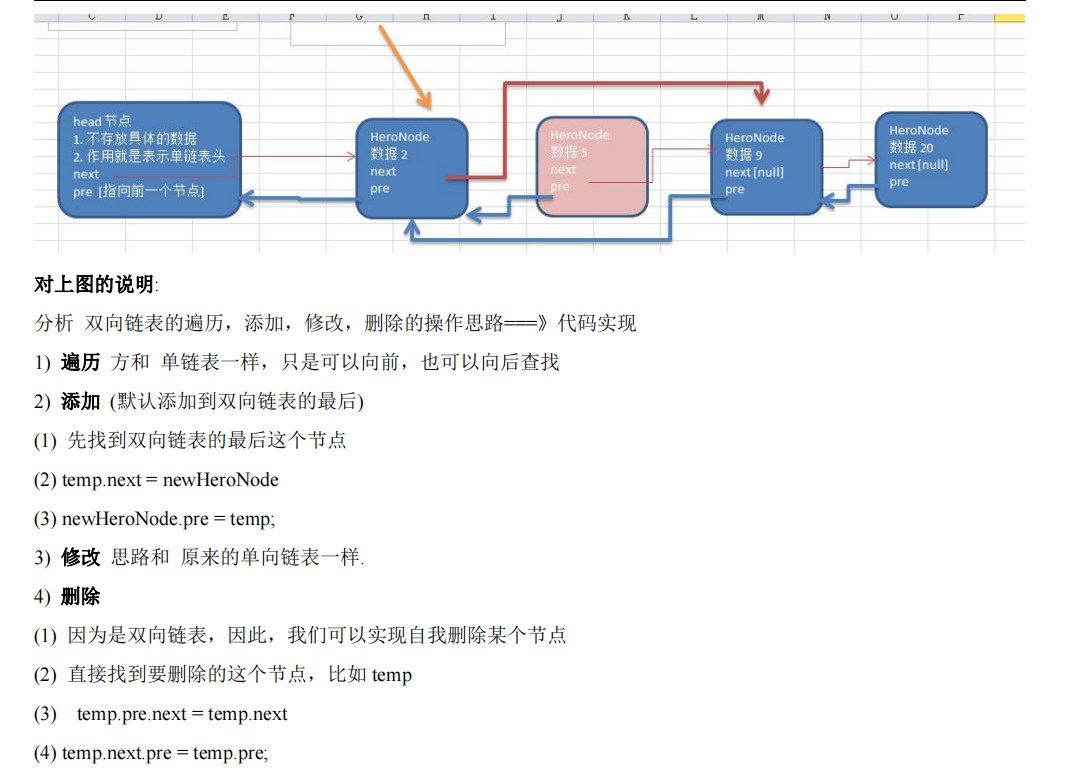 C D E F G H I J K L M N O P
head 节点
1. 不存放具体的数据
2. 作用就是表示单链表头
next
pre [指向前一个节点]
HeroNode
数据 2
next
pre
HeroNode
数据 5
next
pre
HeroNode
数据 9
next [null]
pre
HeroNode
数据 20
next [null]
pre
对上图的说明:
分析 双向链表的遍历，添加，修改，删除的操作思路===》代码实现
1) 遍历 方和 单链表一样，只是可以向前，也可以向后查找
2) 添加 (默认添加到双向链表的最后)
(1) 先找到双向链表的最后这个节点
(2) temp.next = newHeroNode
(3) newHeroNode.pre = temp;
3) 修改 思路和 原来的单向链表一样.
4) 删除
(1) 因为是双向链表，因此，我们可以实现自我删除某个节点
(2) 直接找到要删除的这个节点，比如 temp
(3) temp.pre.next = temp.next
(4) temp.next.pre = temp.pre;